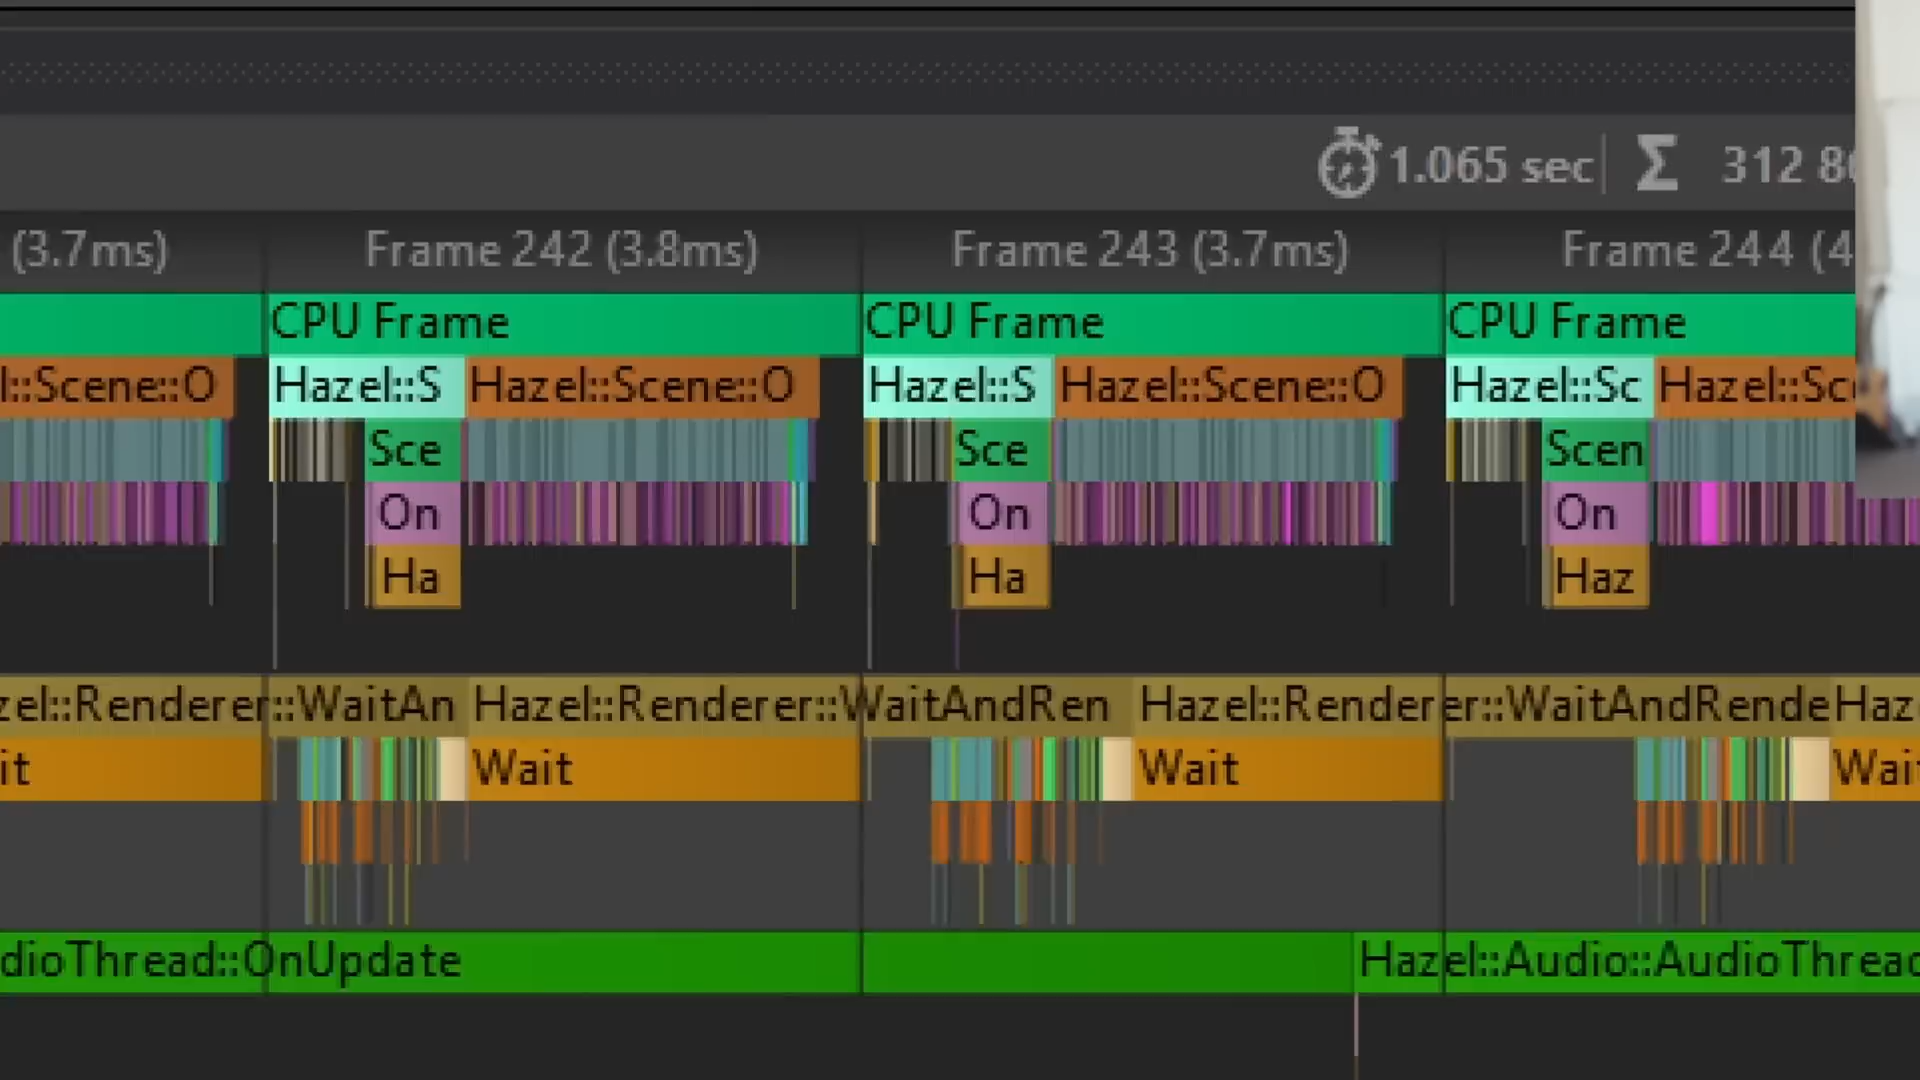 1.065 sec Σ 312 8
(3.7ms) Frame 242 (3.8ms) Frame 243 (3.7ms) Frame 244 (4
CPU Frame CPU Frame CPU Frame
l::Scene::O Hazel::S Hazel::Scene::O Hazel::S Hazel::Scene::O Hazel::Sc Hazel::Sc
Sce Sce Scen
On On On
Ha Ha Haz
zel::Renderer::WaitAn Hazel::Renderer::WaitAndRen Hazel::Renderer::WaitAndRende Haz
it Wait Wait Wai
dioThread::OnUpdate Hazel::Audio::AudioThread